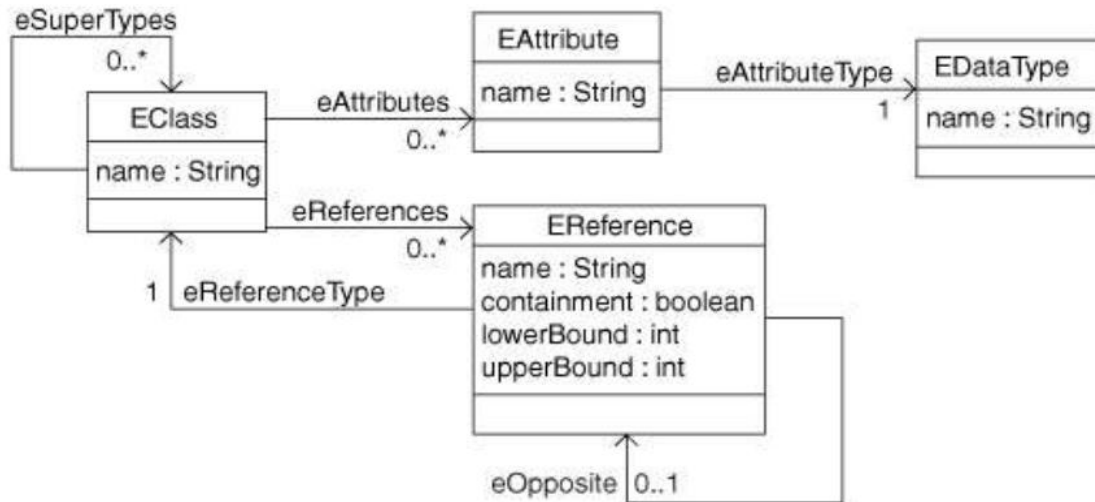 eSuperTypes
0..*
EClass
name : String
eAttributes
0..*
EAttribute
name : String
eAttributeType
1
EDataType
name : String
eReferences
0..*
EReference
name : String
containment : boolean
lowerBound : int
upperBound : int
1 eReferenceType
eOpposite 0..1